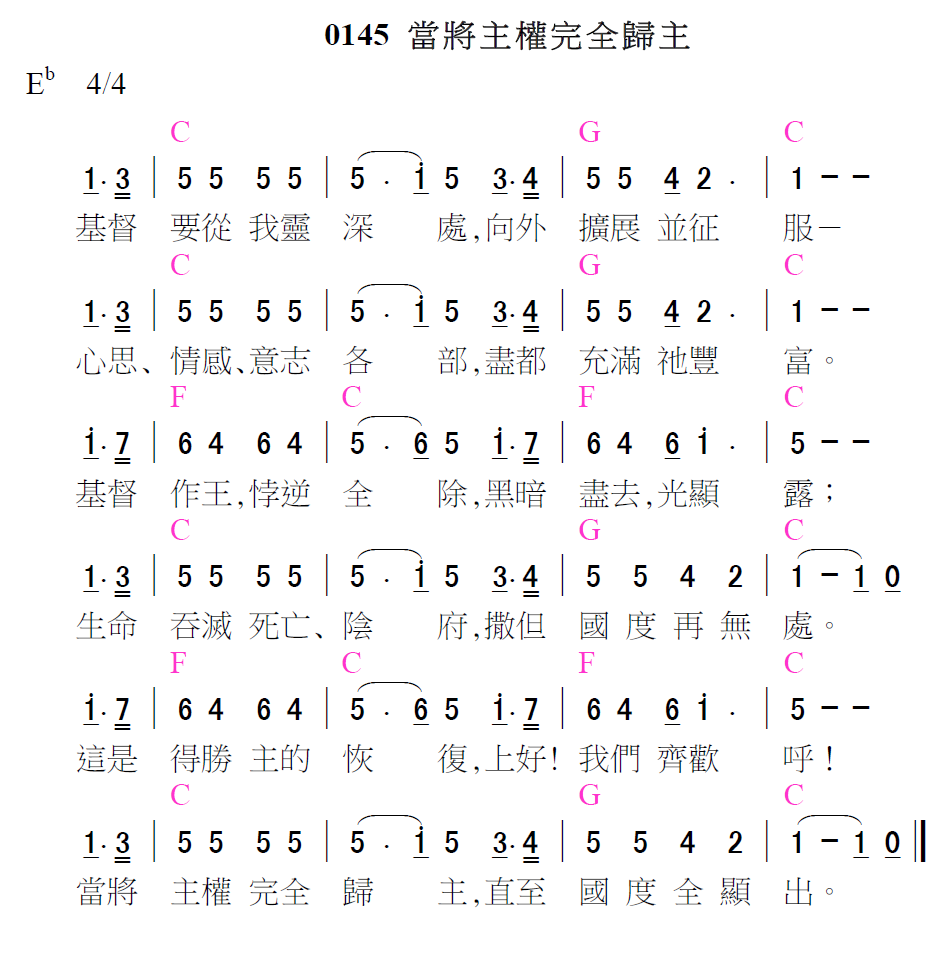 0145 當將主權完全歸主
E♭ 4/4
C G C
1· 3 | 5 5 5 5 | 5 · i̇ 5 3· 4 | 5 5 4 2 · | 1 – –
基督 要從 我靈 深 處,向外 擴展 並征 服—
C G C
1· 3 | 5 5 5 5 | 5 · i̇ 5 3· 4 | 5 5 4 2 · | 1 – –
心思、情感、意志 各 部,盡都 充滿 祂豐 富。
F C F C
i̇· 7 | 6 4 6 4 | 5 · 6 5 i̇· 7 | 6 4 6 i̇ · | 5 – –
基督 作王,悖逆 全 除,黑暗 盡去,光顯 露；
C G C
1· 3 | 5 5 5 5 | 5 · i̇ 5 3· 4 | 5 5 4 2 | 1 – 1 0
生命 吞滅 死亡、陰 府,撒但 國 度 再 無 處。
F C F C
i̇· 7 | 6 4 6 4 | 5 · 6 5 i̇· 7 | 6 4 6 i̇ · | 5 – –
這是 得勝 主的 恢 復,上好! 我們 齊歡 呼!
C G C
1· 3 | 5 5 5 5 | 5 · i̇ 5 3· 4 | 5 5 4 2 | 1 – 1 0 ‖
當將 主權 完全 歸 主,直至 國 度 全 顯 出。